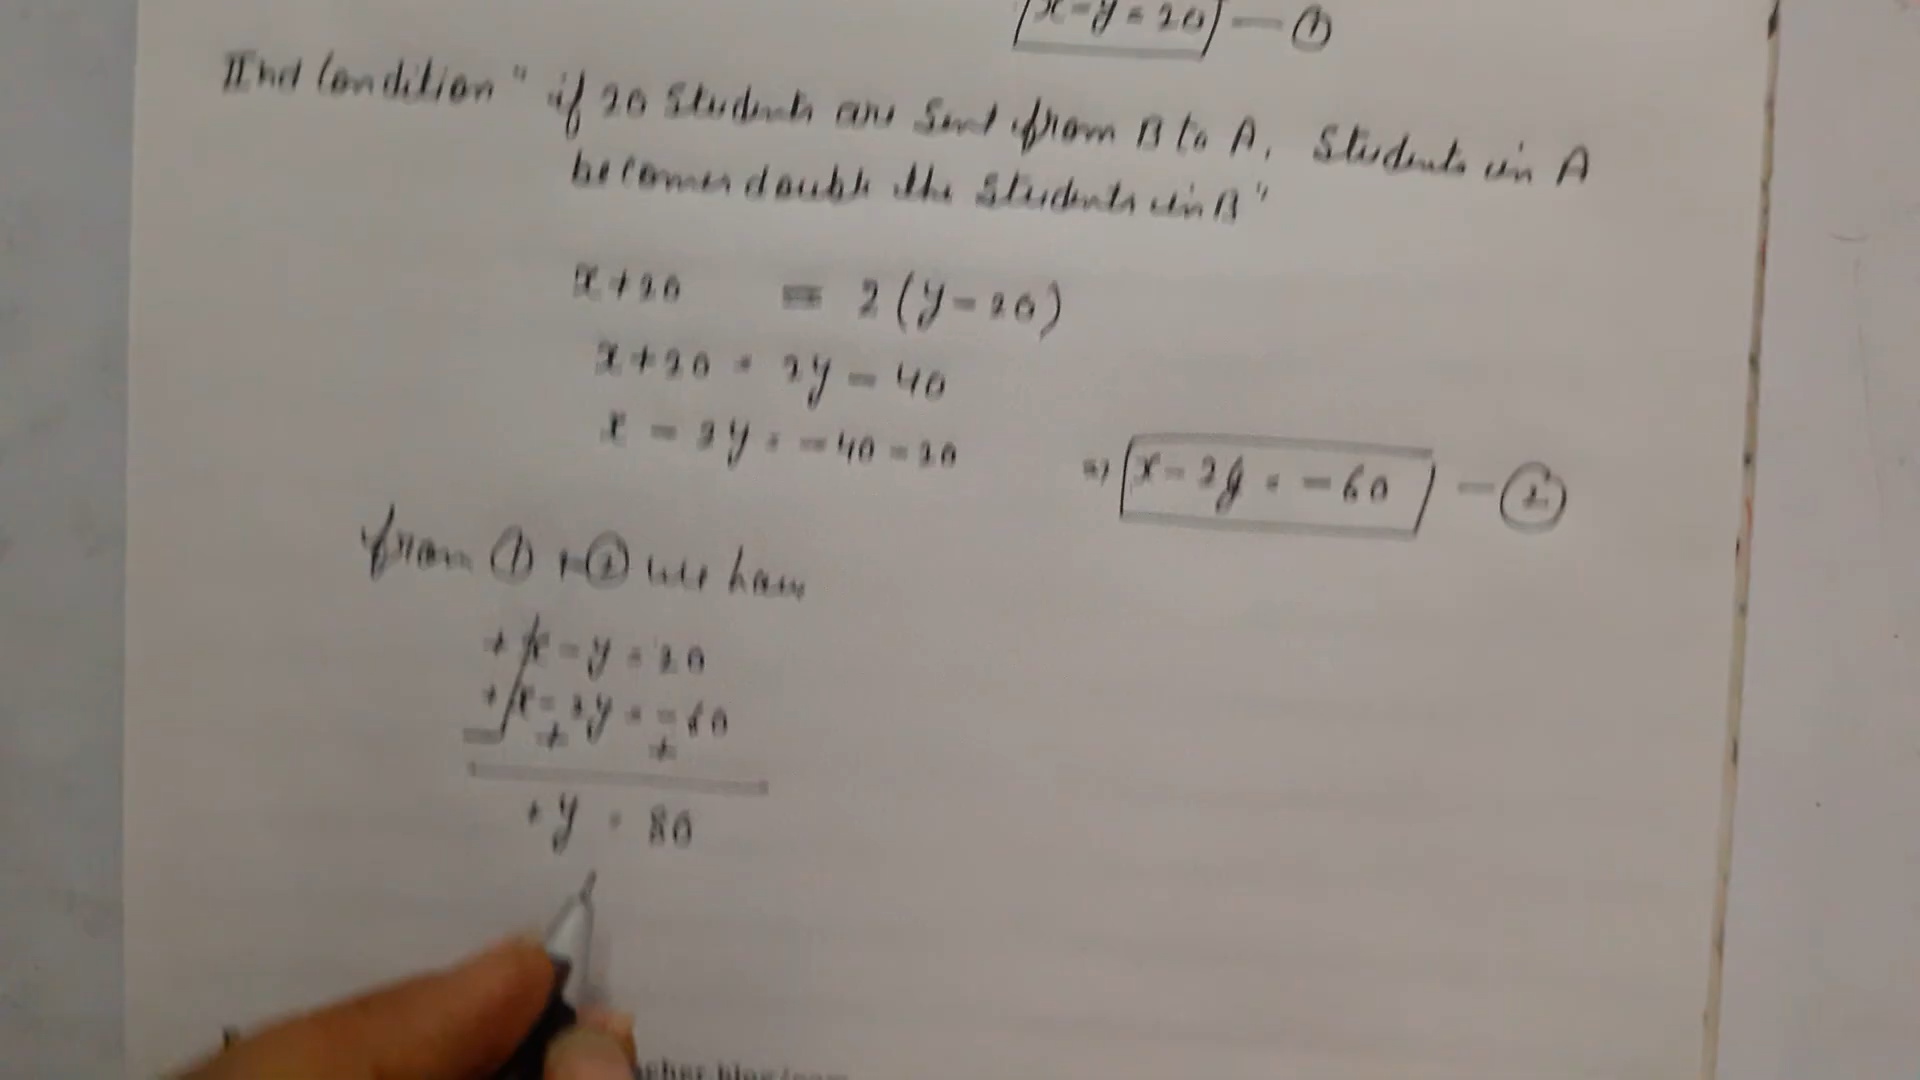 x-y=20 — ①
IInd Condition "if 20 Students are Sent from B to A, Students in A
becomes double the Students in B"
x+20 = 2(y-20)
x+20 = 2y-40
x - 2y = -40-20 => x-2y = -60 — ②
from ① + ② we have
+x-y=20
+x-2y=-60
— + +
+y = 80